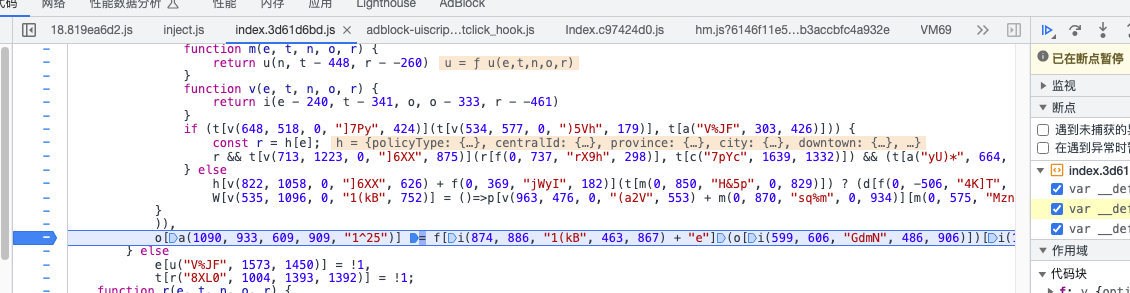 代码 网络 性能数据分析 性能 内存 应用 Lighthouse AdBlock
18.819ea6d2.js inject.js index.3d61d6bd.js × adblock-uiscrip…tclick_hook.js Index.c97424d0.js hm.js?6146f11e5…b3accbfc4a932e VM69
function m(e, t, n, o, r) {
return u(n, t - 448, r - -260) u = ƒ u(e,t,n,o,r)
}
function v(e, t, n, o, r) {
return i(e - 240, t - 341, o, o - 333, r - -461)
}
if (t[v(648, 518, 0, "]7Py", 424)](t[v(534, 577, 0, ")5Vh", 179)], t[a("V%JF", 303, 426)])) {
const r = h[e]; h = {policyType: {…}, centralId: {…}, province: {…}, city: {…}, downtown: {…}, …}
r && t[v(713, 1223, 0, "]6XX", 875)](r[f(0, 737, "rX9h", 298)], t[c("7pYc", 1639, 1332)]) && (t[a("yU)*", 664,
} else
h[v(822, 1058, 0, "]6XX", 626) + f(0, 369, "jWyI", 182)](t[m(0, 850, "H&5p", 0, 829)]) ? (d[f(0, -506, "4K]T",
W[v(535, 1096, 0, "1(kB", 752)] = ()=>p[v(963, 476, 0, "(a2V", 553) + m(0, 870, "sq%m", 0, 934)][m(0, 575, "Mzn
}
)),
o[a(1090, 933, 609, 909, "1^25")] = f[i(874, 886, "1(kB", 463, 867) + "e"](o[i(599, 606, "GdmN", 486, 906)])[i(1
} else
e[u("V%JF", 1573, 1450)] = !1,
t[r("8XL0", 1004, 1393, 1392)] = !1;
function r(e, t, n, o, r) {
已在断点暂停
监视
断点
遇到未捕获的
在遇到异常时
index.3d61
var __def
var __def
var __def
作用域
代码块
f: v {opti